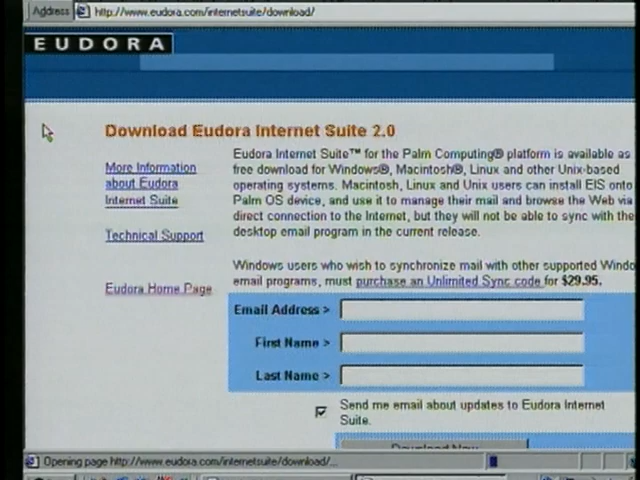 Address http://www.eudora.com/internetsuite/download/
EUDORA
Download Eudora Internet Suite 2.0
More Information
about Eudora
Internet Suite
Technical Support
Eudora Home Page
Eudora Internet Suite™ for the Palm Computing® platform is available as
free download for Windows®, Macintosh®, Linux and other Unix-based
operating systems. Macintosh, Linux and Unix users can install EIS onto
Palm OS device, and use it to manage their mail and browse the Web via
direct connection to the Internet, but they will not be able to sync with the
desktop email program in the current release.
Windows users who wish to synchronize mail with other supported Windo
email programs, must purchase an Unlimited Sync code for $29.95.
Email Address >
First Name >
Last Name >
Send me email about updates to Eudora Internet
Suite.
Download Now
Opening page http://www.eudora.com/internetsuite/download/...